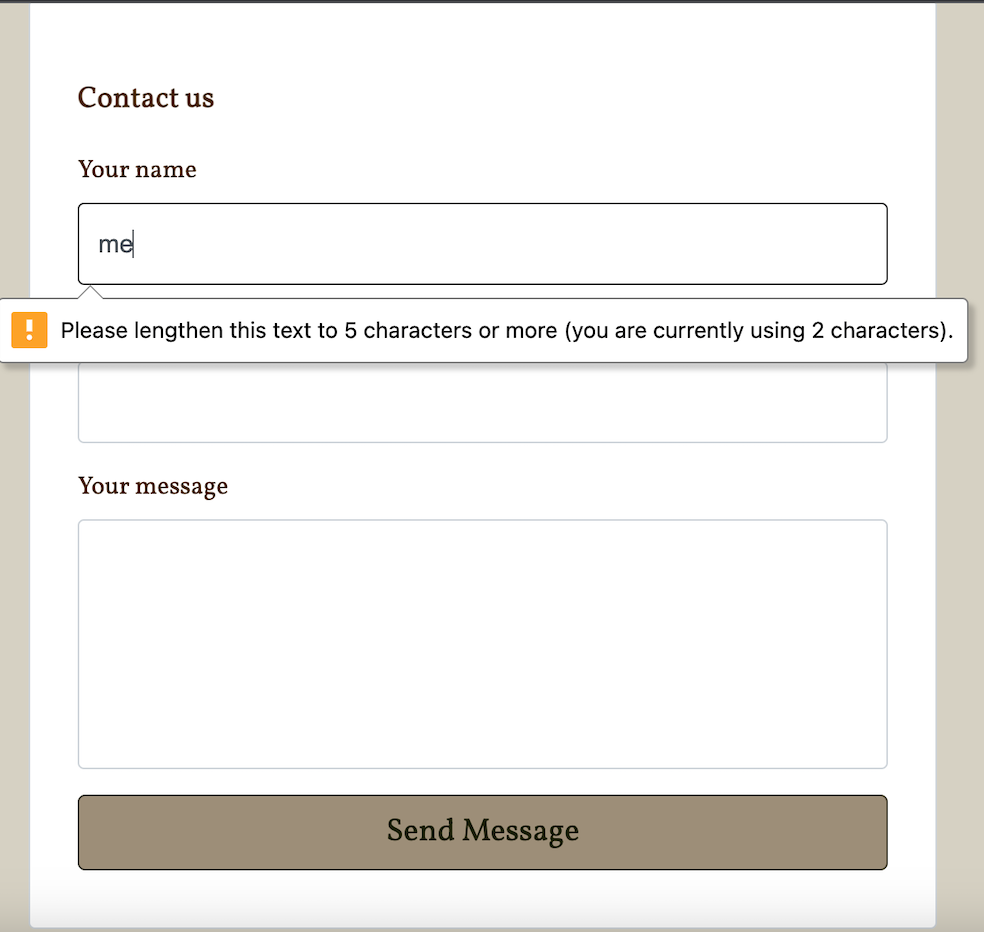 Contact us
Your name
me
Please lengthen this text to 5 characters or more (you are currently using 2 characters).
Your message
Send Message